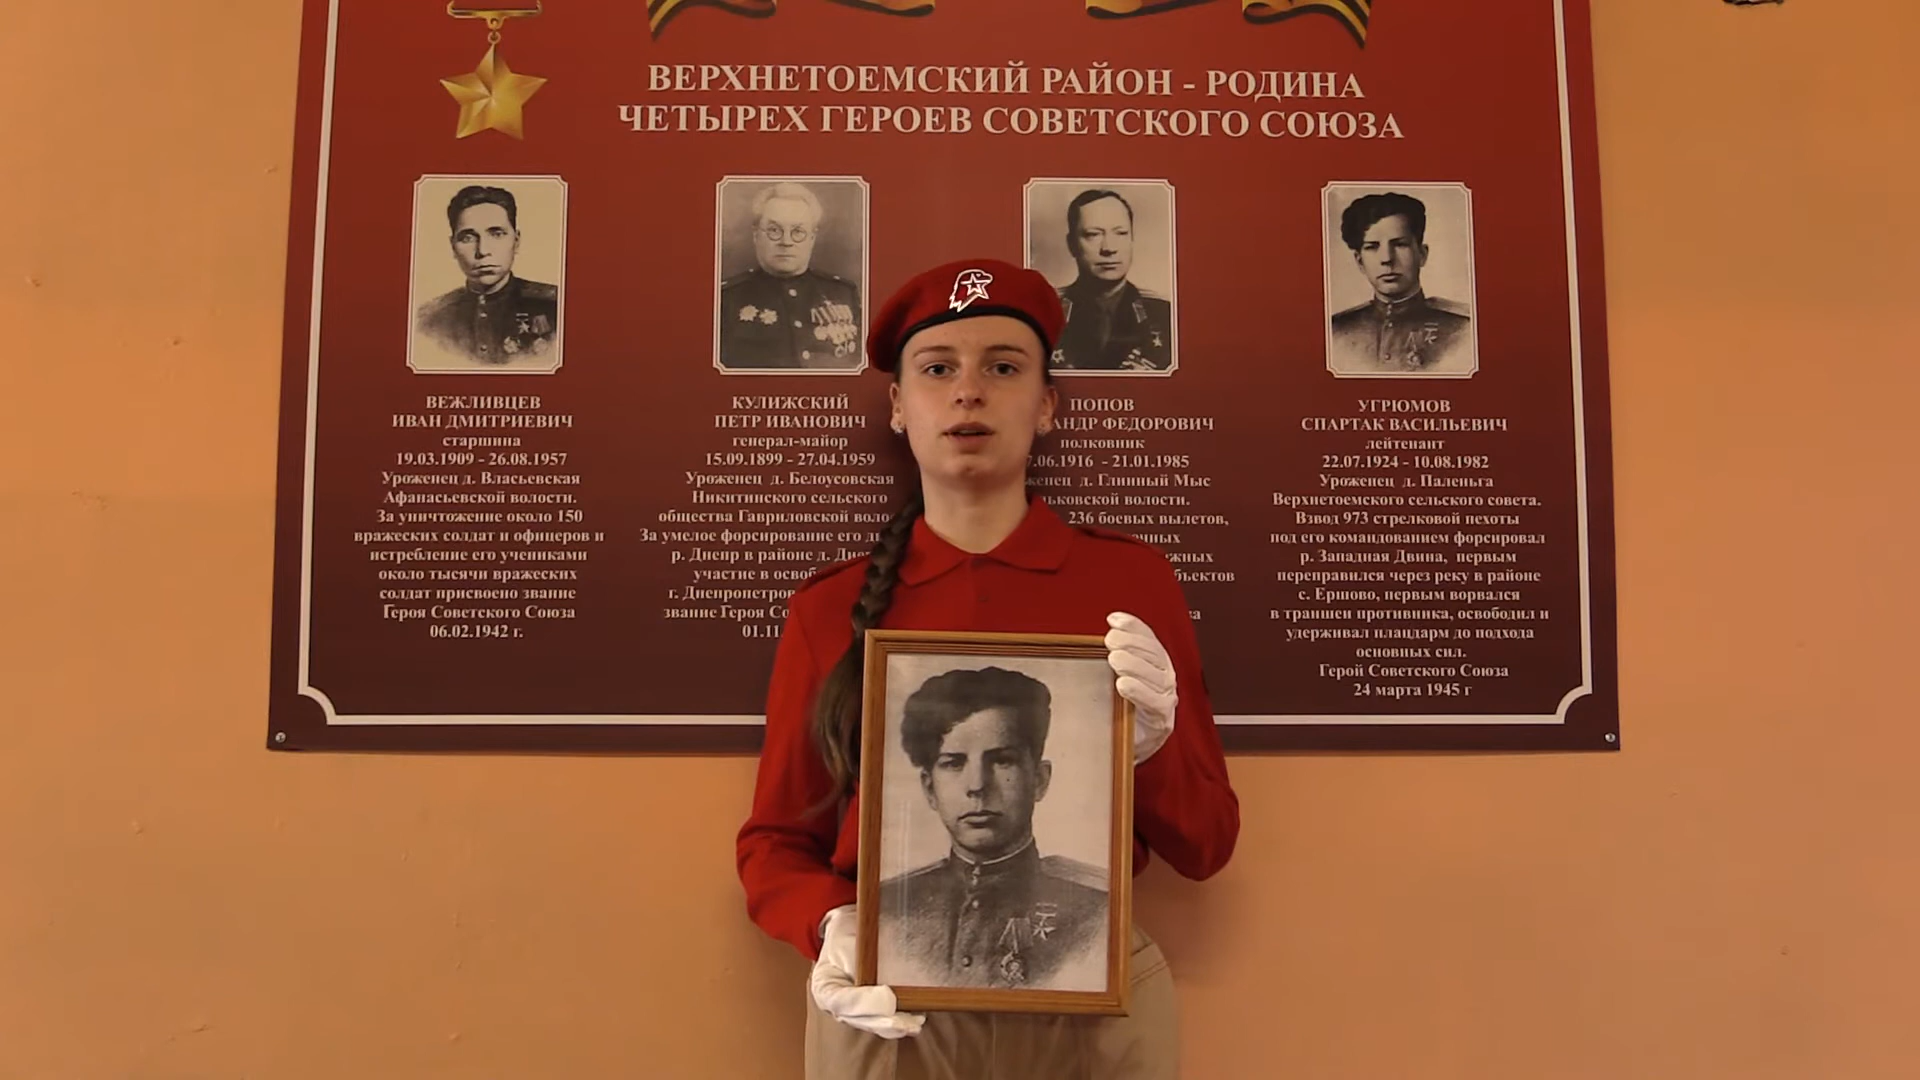 ВЕРХНЕТОЕМСКИЙ РАЙОН - РОДИНА
ЧЕТЫРЕХ ГЕРОЕВ СОВЕТСКОГО СОЮЗА
ВЕЖЛИВЦЕВ
ИВАН ДМИТРИЕВИЧ
старшина
19.03.1909 - 26.08.1957
Уроженец д. Власьевская
Афанасьевской волости.
За уничтожение около 150
вражеских солдат и офицеров и
истребление его учениками
около тысячи вражеских
солдат присвоено звание
Героя Советского Союза
06.02.1942 г.
КУЛИЖСКИЙ
ПЕТР ИВАНОВИЧ
генерал-майор
15.09.1899 - 27.04.1959
Уроженец д. Белоусовская
Никитинского сельского
общества Гавриловской
За умелое форсирование его
р. Днепр в районе д.
участие в
г.
звание Героя
ПОПОВ
ФЕДОРОВИЧ
полковник
06.1916 - 21.01.1985
д. Глинный Мыс
волости.
236 боевых вылетов,
УГРЮМОВ
СПАРТАК ВАСИЛЬЕВИЧ
лейтенант
22.07.1924 - 10.08.1982
Уроженец д. Паленьга
Верхнетоемского сельского совета.
Взвод 973 стрелковой пехоты
под его командованием форсировал
р. Западная Двина, первым
переправился через реку в районе
с. Ершово, первым ворвался
в траншеи противника, освободил и
удерживал плацдарм до подхода
основных сил.
Герой Советского Союза
24 марта 1945 г